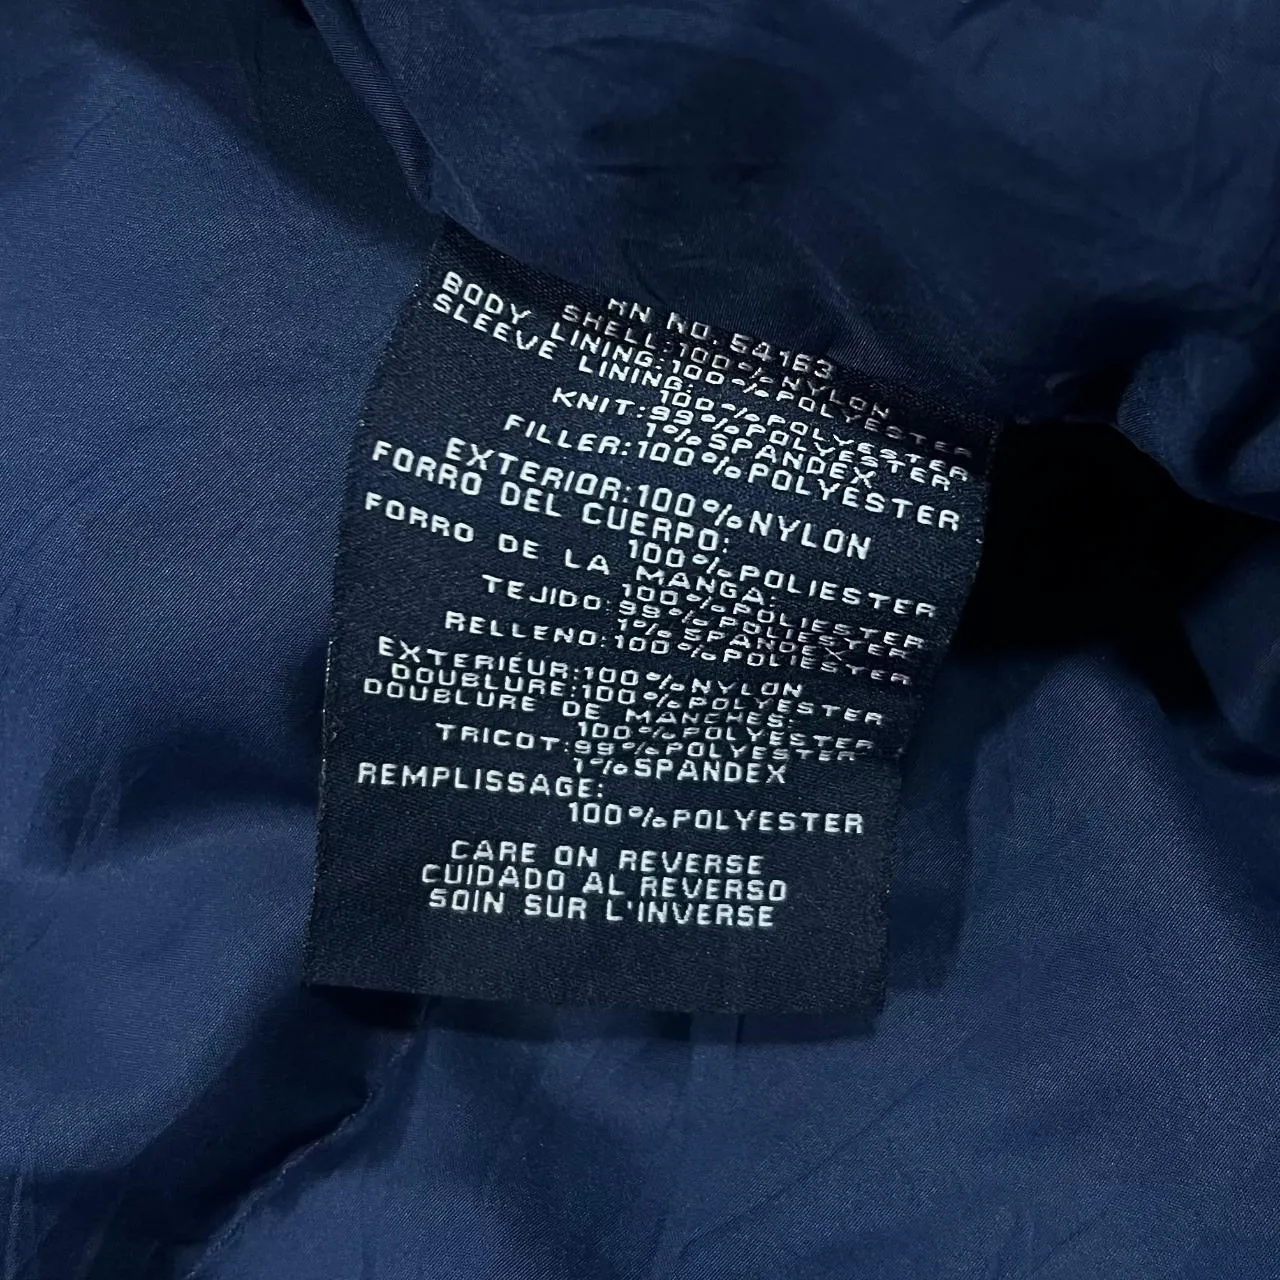 RN NO. 54163
SHELL:100%NYLON
BODY LINING:100%POLYESTER
SLEEVE LINING:
100%POLYESTER
KNIT:99%POLYESTER
1%SPANDEX
FILLER:100%POLYESTER
EXTERIOR:100%NYLON
FORRO DEL CUERPO:
100%POLIESTER
FORRO DE LA MANGA:
100%POLIESTER
TEJIDO:99%POLIESTER
1%SPANDEX
RELLENO:100%POLIESTER
EXTERIEUR:100%NYLON
DOUBLURE:100%POLYESTER
DOUBLURE DE MANCHES:
100%POLYESTER
TRICOT:99%POLYESTER
1%SPANDEX
REMPLISSAGE:
100%POLYESTER
CARE ON REVERSE
CUIDADO AL REVERSO
SOIN SUR L'INVERSE